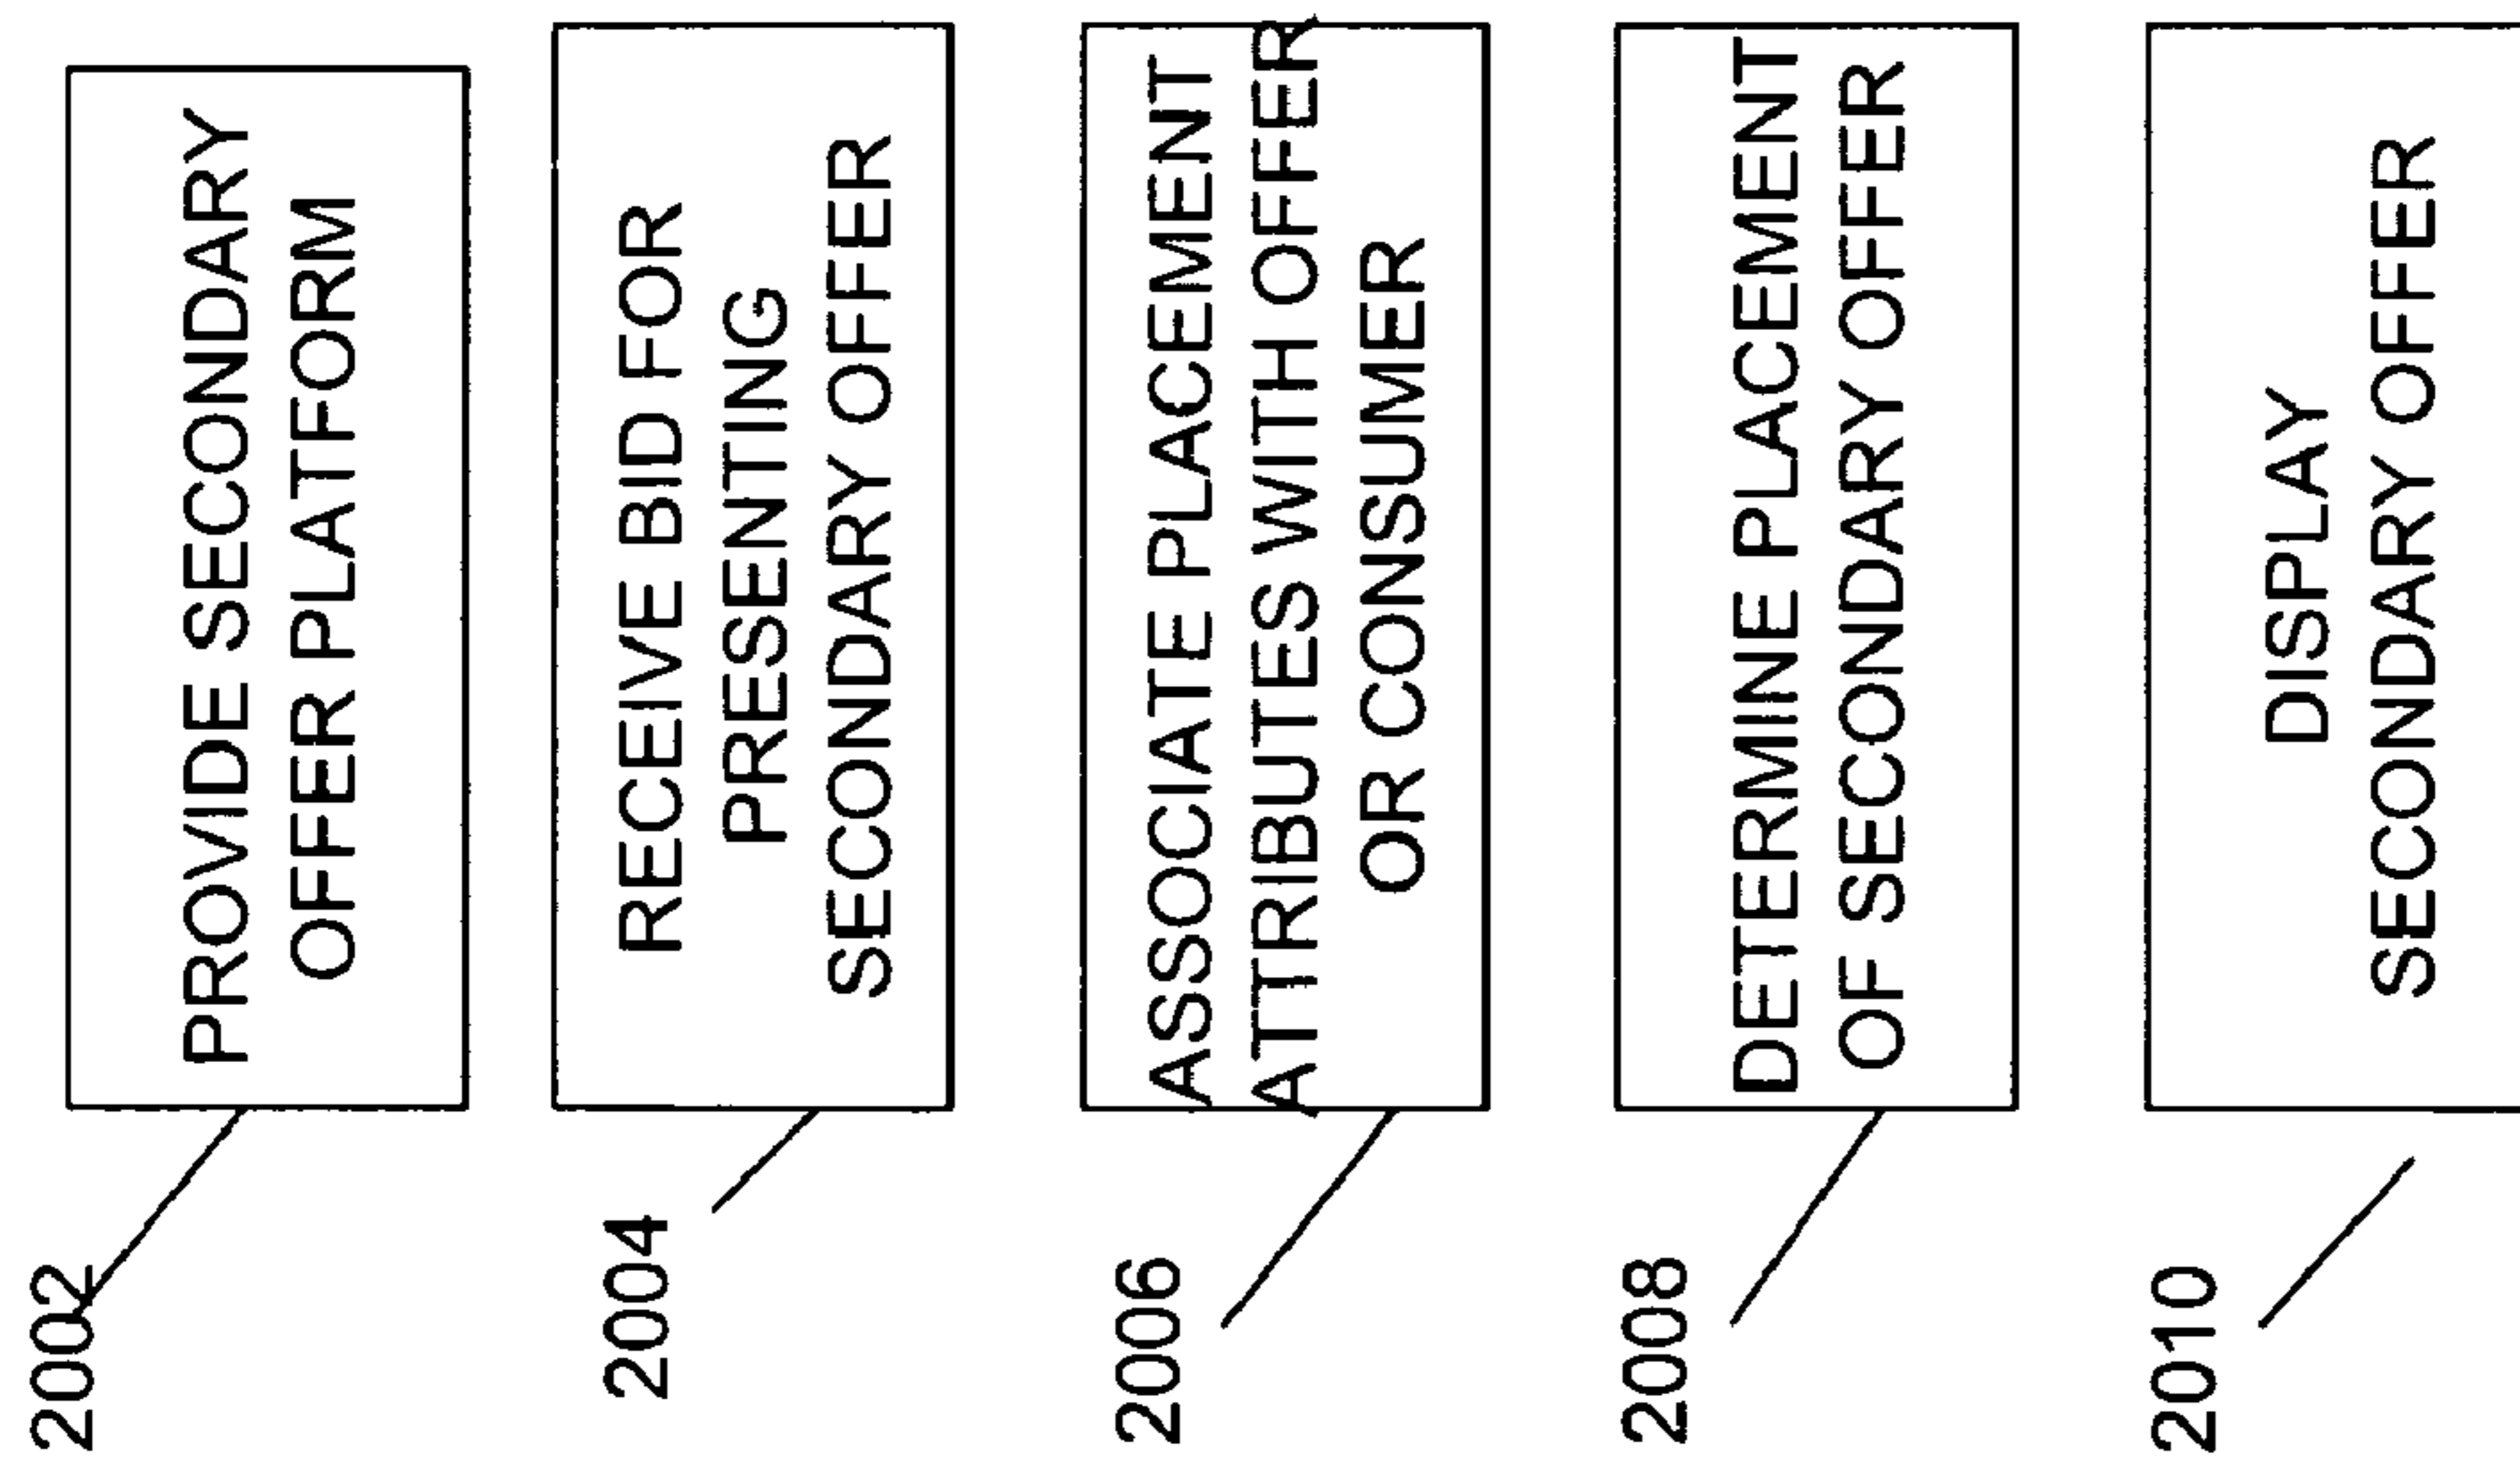 2002
PROVIDE SECONDARY
OFFER PLATFORM
2004
RECEIVE BID FOR
PRESENTING
SECONDARY OFFER
2006
ASSOCIATE PLACEMENT
ATTRIBUTES WITH OFFER
OR CONSUMER
2008
DETERMINE PLACEMENT
OF SECONDARY OFFER
2010
DISPLAY
SECONDARY OFFER